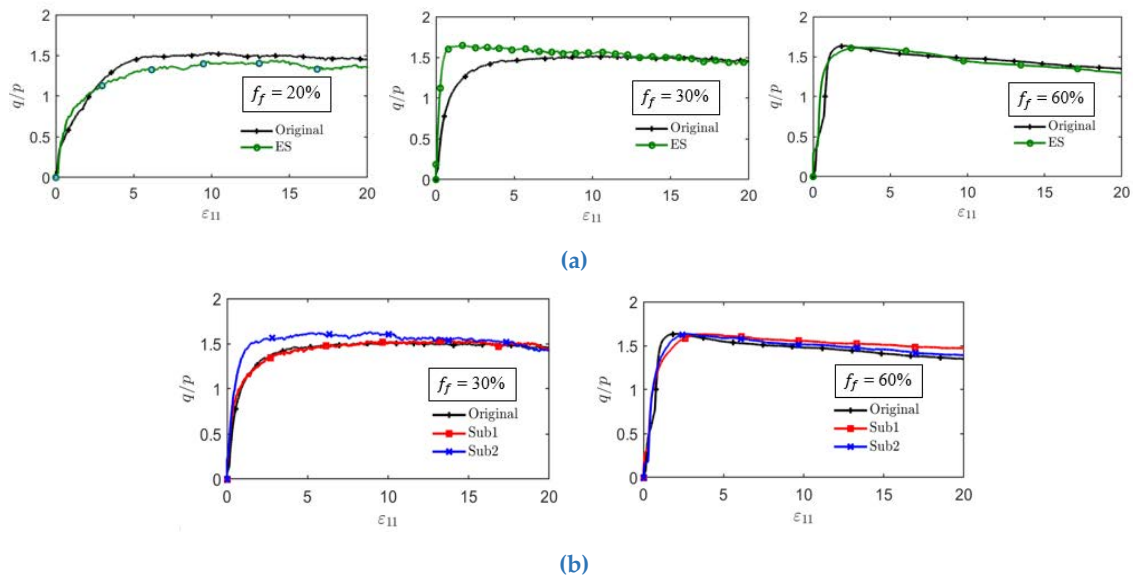 2
1.5
1
0.5
0
q/p
f_f = 20%
Original
ES
0 5 10 15 20
ε₁₁
2
1.5
1
0.5
0
q/p
f_f = 30%
Original
ES
0 5 10 15 20
ε₁₁
2
1.5
1
0.5
0
q/p
f_f = 60%
Original
ES
0 5 10 15 20
ε₁₁
(a)
2
1.5
1
0.5
0
q/p
f_f = 30%
Original
Sub1
Sub2
0 5 10 15 20
ε₁₁
2
1.5
1
0.5
0
q/p
f_f = 60%
Original
Sub1
Sub2
0 5 10 15 20
ε₁₁
(b)